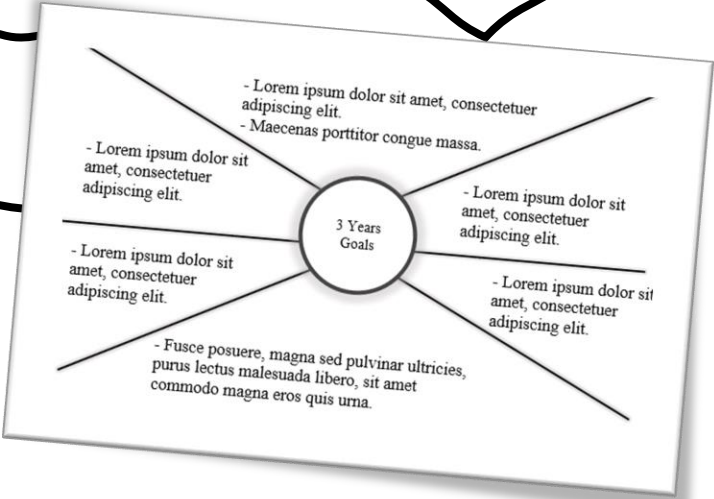 - Lorem ipsum dolor sit amet, consectetuer
adipiscing elit.
- Maecenas porttitor congue massa.
- Lorem ipsum dolor sit
amet, consectetuer
adipiscing elit.
- Lorem ipsum dolor sit
amet, consectetuer
adipiscing elit.
3 Years
Goals
- Lorem ipsum dolor sit
amet, consectetuer
adipiscing elit.
- Lorem ipsum dolor sit
amet, consectetuer
adipiscing elit.
- Fusce posuere, magna sed pulvinar ultricies,
purus lectus malesuada libero, sit amet
commodo magna eros quis urna.